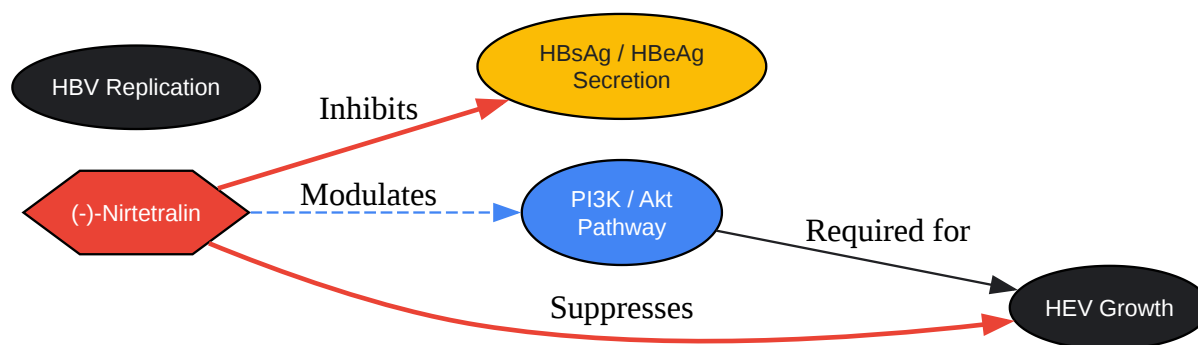 HBV Replication
HBsAg / HBeAg
Secretion
Inhibits
(-)-Nirtetralin
Modulates
PI3K / Akt
Pathway
Required for
Suppresses
HEV Growth